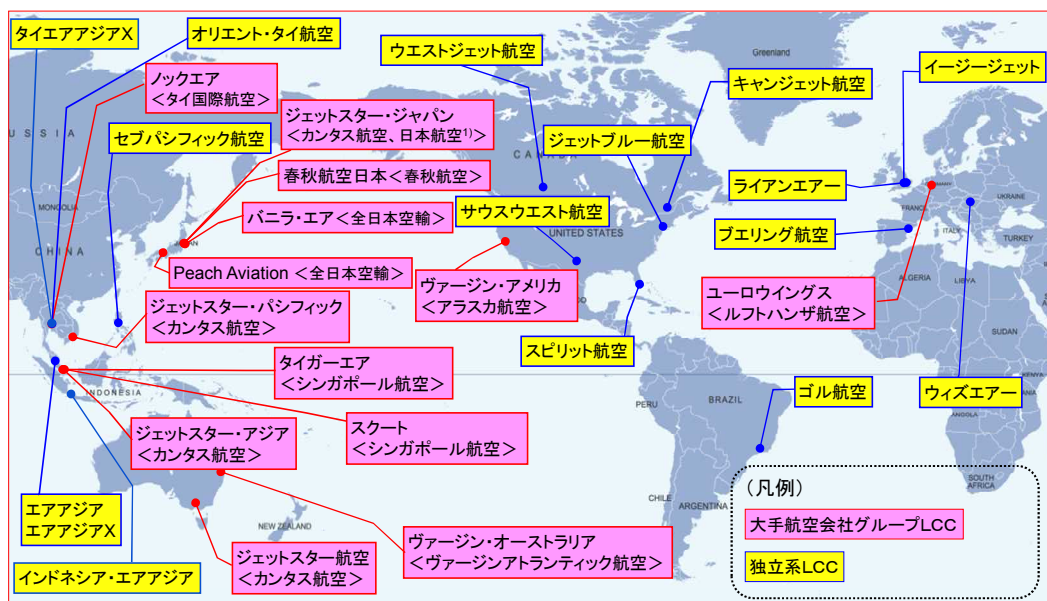 タイエアアジアX
オリエント・タイ航空
ノックエア
＜タイ国際航空＞
セブパシフィック航空
ジェットスター・ジャパン
＜カンタス航空、日本航空1)＞
春秋航空日本＜春秋航空＞
バニラ・エア＜全日本空輸＞
Peach Aviation ＜全日本空輸＞
ジェットスター・パシフィック
＜カンタス航空＞
タイガーエア
＜シンガポール航空＞
ジェットスター・アジア
＜カンタス航空＞
スクート
＜シンガポール航空＞
エアアジア
エアアジアX
インドネシア・エアアジア
ジェットスター航空
＜カンタス航空＞
ヴァージン・オーストラリア
＜ヴァージンアトランティック航空＞
ウエストジェット航空
キャンジェット航空
ジェットブルー航空
サウスウエスト航空
ヴァージン・アメリカ
＜アラスカ航空＞
スピリット航空
ゴル航空
イージージェット
ライアンエアー
ブエリング航空
ユーロウイングス
＜ルフトハンザ航空＞
ウィズエアー
（凡例）
大手航空会社グループLCC
独立系LCC
Greenland
RUSSIA
CANADA
MONGOLIA
CHINA
UNITED STATES
FRANCE
UKRAINE
ITALY
TURKEY
ALGERIA
LIBYA
SUDAN
INDONESIA
PERU
BRAZIL
ANGOLA
CHILE
ARGENTINA
SOUTH
AFRICA
NEW ZEALAND